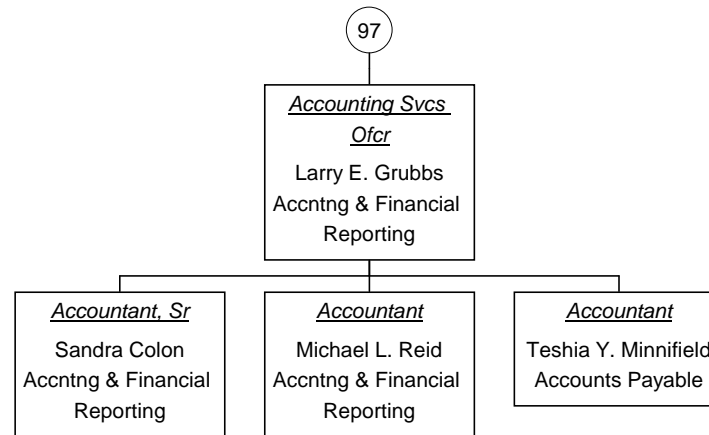 97
Accounting Svcs
Ofcr
Larry E. Grubbs
Accntng & Financial
Reporting
Accountant, Sr
Sandra Colon
Accntng & Financial
Reporting
Accountant
Michael L. Reid
Accntng & Financial
Reporting
Accountant
Teshia Y. Minnifield
Accounts Payable